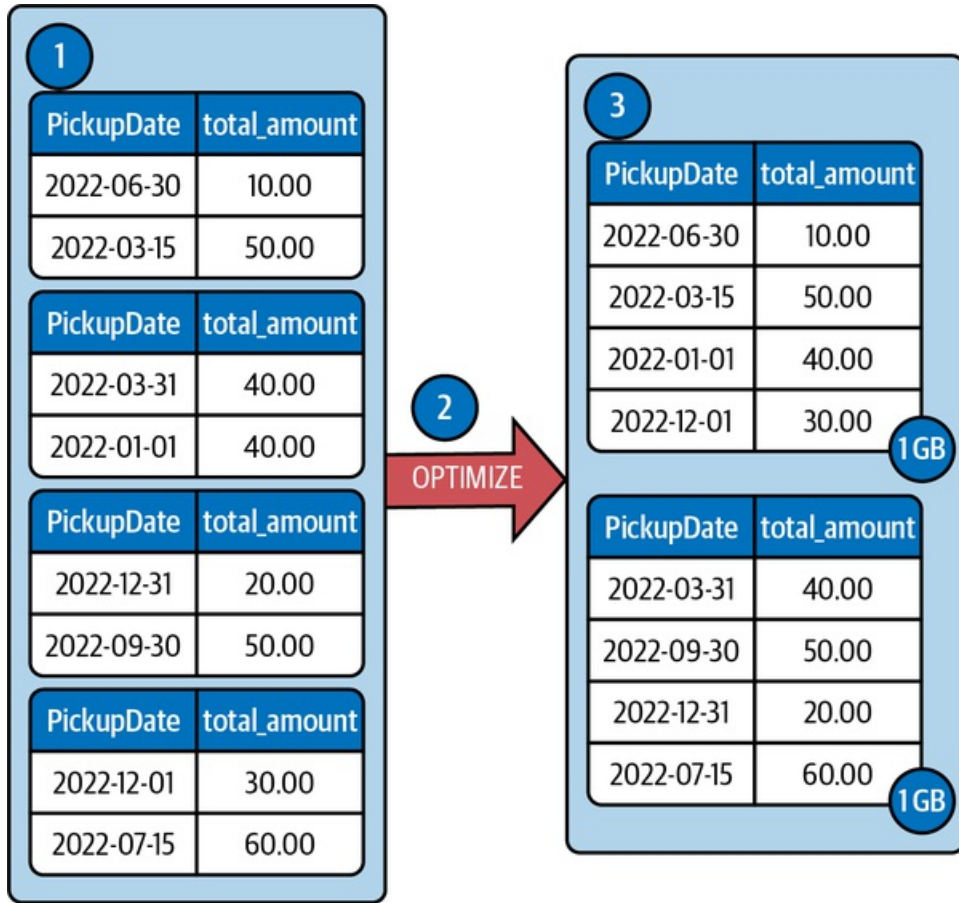 1
PickupDate total_amount
2022-06-30 10.00
2022-03-15 50.00
PickupDate total_amount
2022-03-31 40.00
2022-01-01 40.00
PickupDate total_amount
2022-12-31 20.00
2022-09-30 50.00
PickupDate total_amount
2022-12-01 30.00
2022-07-15 60.00
2
OPTIMIZE
3
PickupDate total_amount
2022-06-30 10.00
2022-03-15 50.00
2022-01-01 40.00
2022-12-01 30.00
1GB
PickupDate total_amount
2022-03-31 40.00
2022-09-30 50.00
2022-12-31 20.00
2022-07-15 60.00
1GB